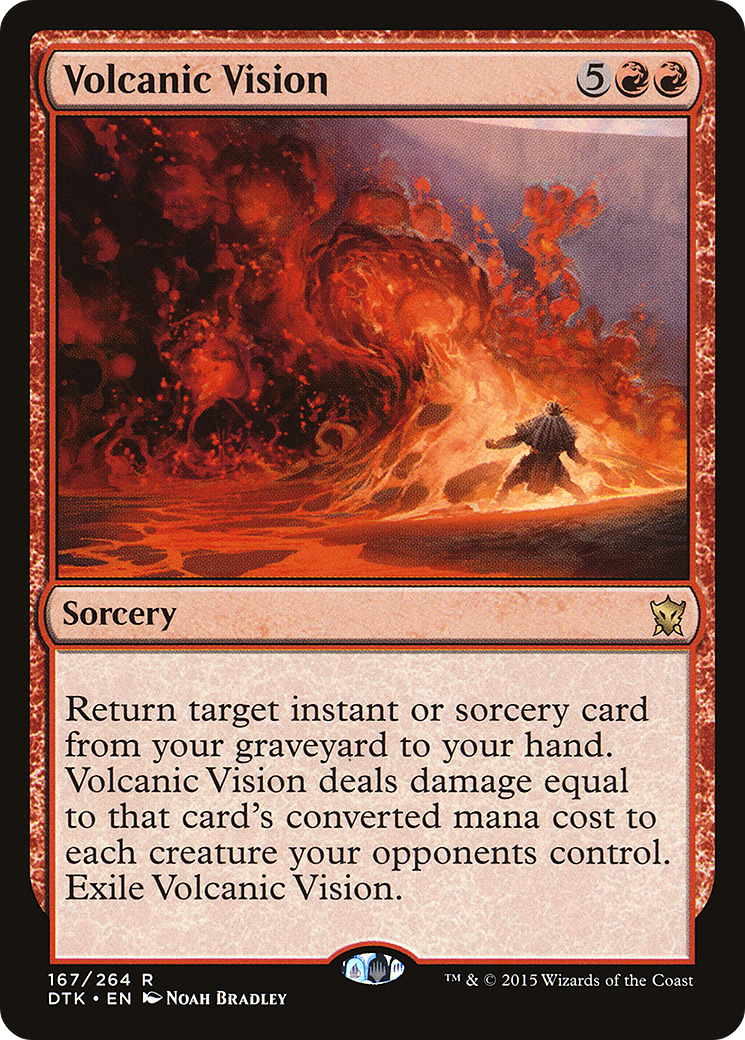 Volcanic Vision 5
Sorcery
Return target instant or sorcery card
from your graveyard to your hand.
Volcanic Vision deals damage equal
to that card's converted mana cost to
each creature your opponents control.
Exile Volcanic Vision.
167/264 R
DTK • EN Noah Bradley
™ & © 2015 Wizards of the Coast